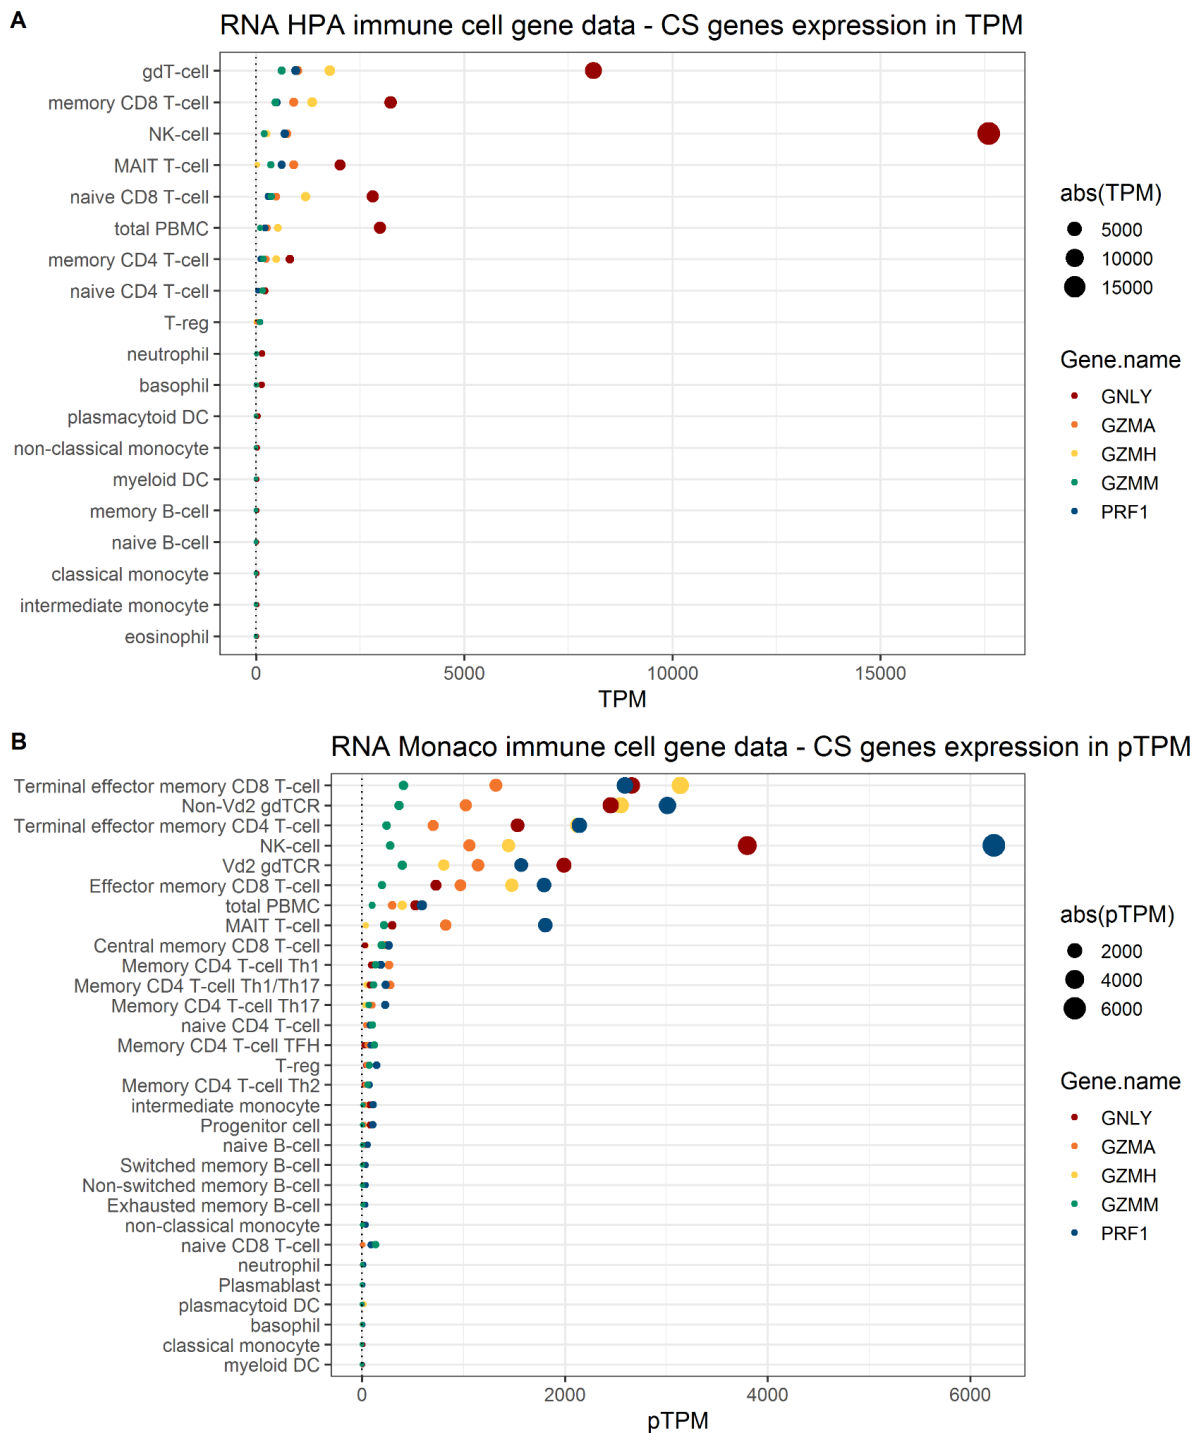 A
RNA HPA immune cell gene data - CS genes expression in TPM
gdT-cell
memory CD8 T-cell
NK-cell
MAIT T-cell
naive CD8 T-cell
total PBMC
memory CD4 T-cell
naive CD4 T-cell
T-reg
neutrophil
basophil
plasmacytoid DC
non-classical monocyte
myeloid DC
memory B-cell
naive B-cell
classical monocyte
intermediate monocyte
eosinophil
0 5000 10000 15000
TPM
abs(TPM)
5000
10000
15000
Gene.name
GNLY
GZMA
GZMH
GZMM
PRF1
B
RNA Monaco immune cell gene data - CS genes expression in pTPM
Terminal effector memory CD8 T-cell
Non-Vd2 gdTCR
Terminal effector memory CD4 T-cell
NK-cell
Vd2 gdTCR
Effector memory CD8 T-cell
total PBMC
MAIT T-cell
Central memory CD8 T-cell
Memory CD4 T-cell Th1
Memory CD4 T-cell Th1/Th17
Memory CD4 T-cell Th17
naive CD4 T-cell
Memory CD4 T-cell TFH
T-reg
Memory CD4 T-cell Th2
intermediate monocyte
Progenitor cell
naive B-cell
Switched memory B-cell
Non-switched memory B-cell
Exhausted memory B-cell
non-classical monocyte
naive CD8 T-cell
neutrophil
Plasmablast
plasmacytoid DC
basophil
classical monocyte
myeloid DC
0 2000 4000 6000
pTPM
abs(pTPM)
2000
4000
6000
Gene.name
GNLY
GZMA
GZMH
GZMM
PRF1